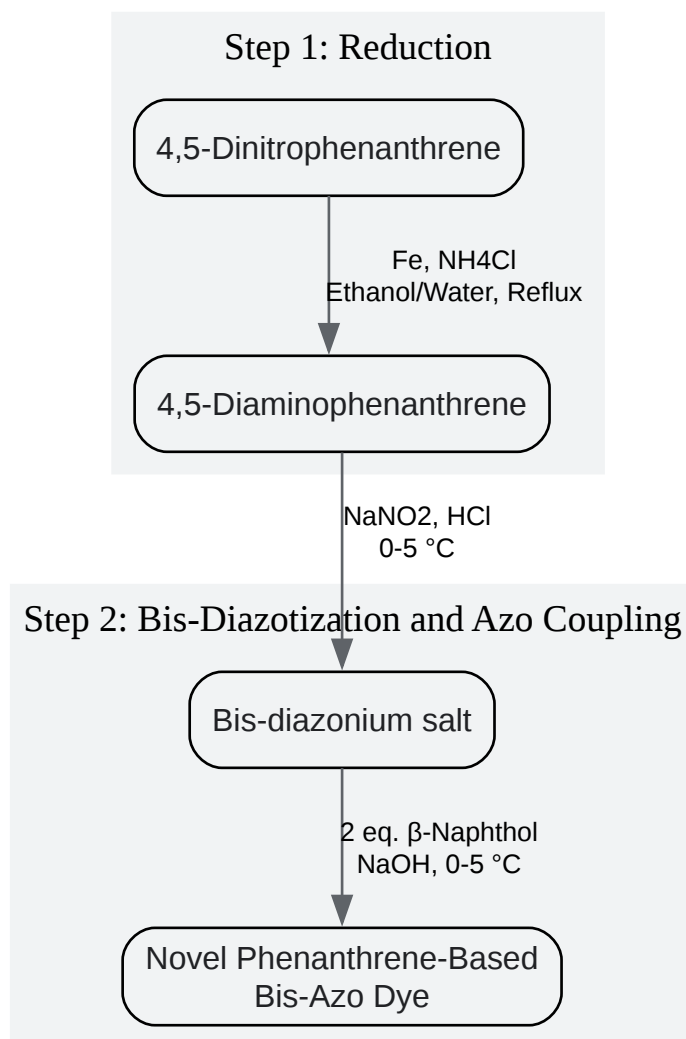 Step 1: Reduction
4,5-Dinitrophenanthrene
Fe, NH4Cl
Ethanol/Water, Reflux
4,5-Diaminophenanthrene
NaNO2, HCl
0-5 °C
Step 2: Bis-Diazotization and Azo Coupling
Bis-diazonium salt
2 eq. β-Naphthol
NaOH, 0-5 °C
Novel Phenanthrene-Based
Bis-Azo Dye